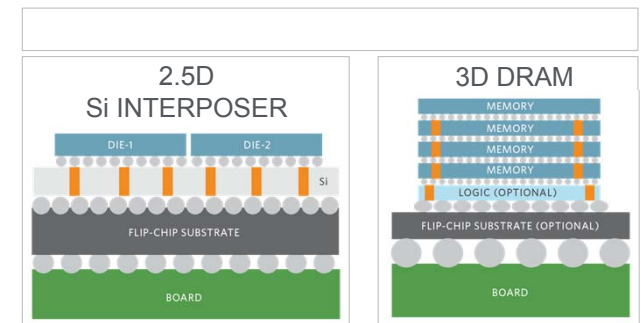 2.5D
Si INTERPOSER
DIE-1 DIE-2
Si
FLIP-CHIP SUBSTRATE
BOARD
3D DRAM
MEMORY
MEMORY
MEMORY
MEMORY
LOGIC (OPTIONAL)
FLIP-CHIP SUBSTRATE (OPTIONAL)
BOARD